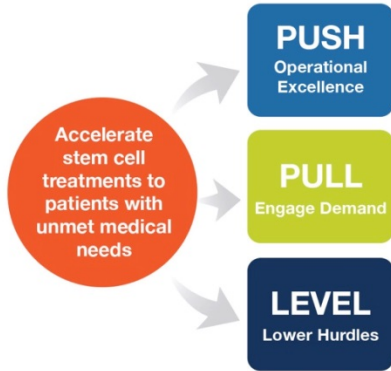 Accelerate
stem cell
treatments to
patients with
unmet medical
needs
PUSH
Operational
Excellence
PULL
Engage Demand
LEVEL
Lower Hurdles